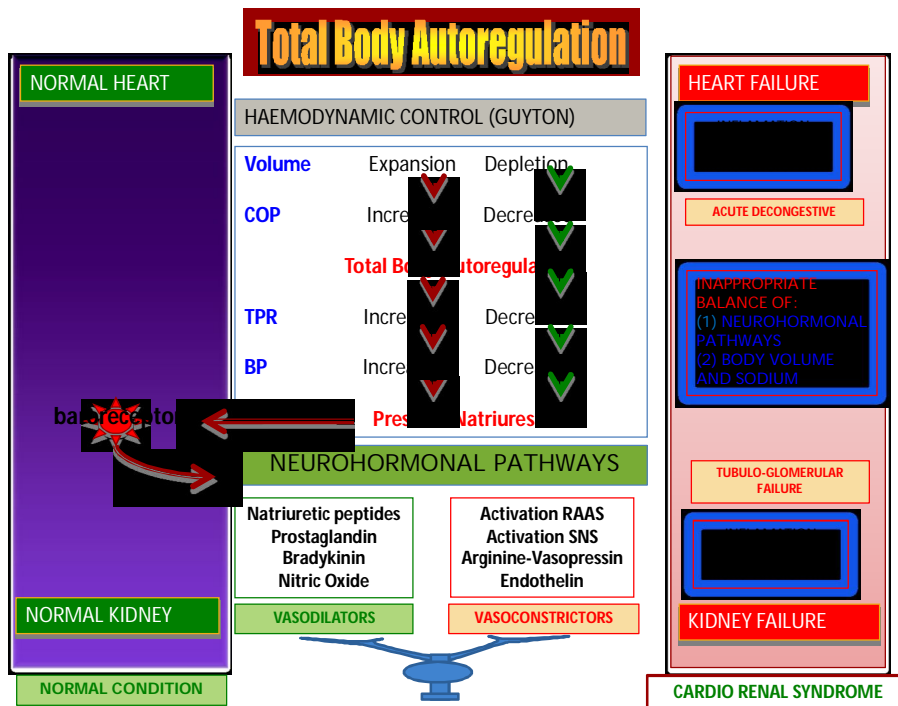 Total Body Autoregulation
NORMAL HEART
HAEMODYNAMIC CONTROL (GUYTON)
Volume Expansion Depletion
COP
Total
TPR
BP
NEUROHORMONAL PATHWAYS
Natriuretic peptides
Prostaglandin
Bradykinin
Nitric Oxide
VASODILATORS
Activation RAAS
Activation SNS
Arginine-Vasopressin
Endothelin
VASOCONSTRICTORS
NORMAL KIDNEY
NORMAL CONDITION
HEART FAILURE
ACUTE DECONGESTIVE
INAPPROPRIATE
BALANCE OF:
(1) NEUROHORMONAL
PATHWAYS
(2) BODY VOLUME
AND SODIUM
TUBULO-GLOMERULAR
FAILURE
KIDNEY FAILURE
CARDIO RENAL SYNDROME